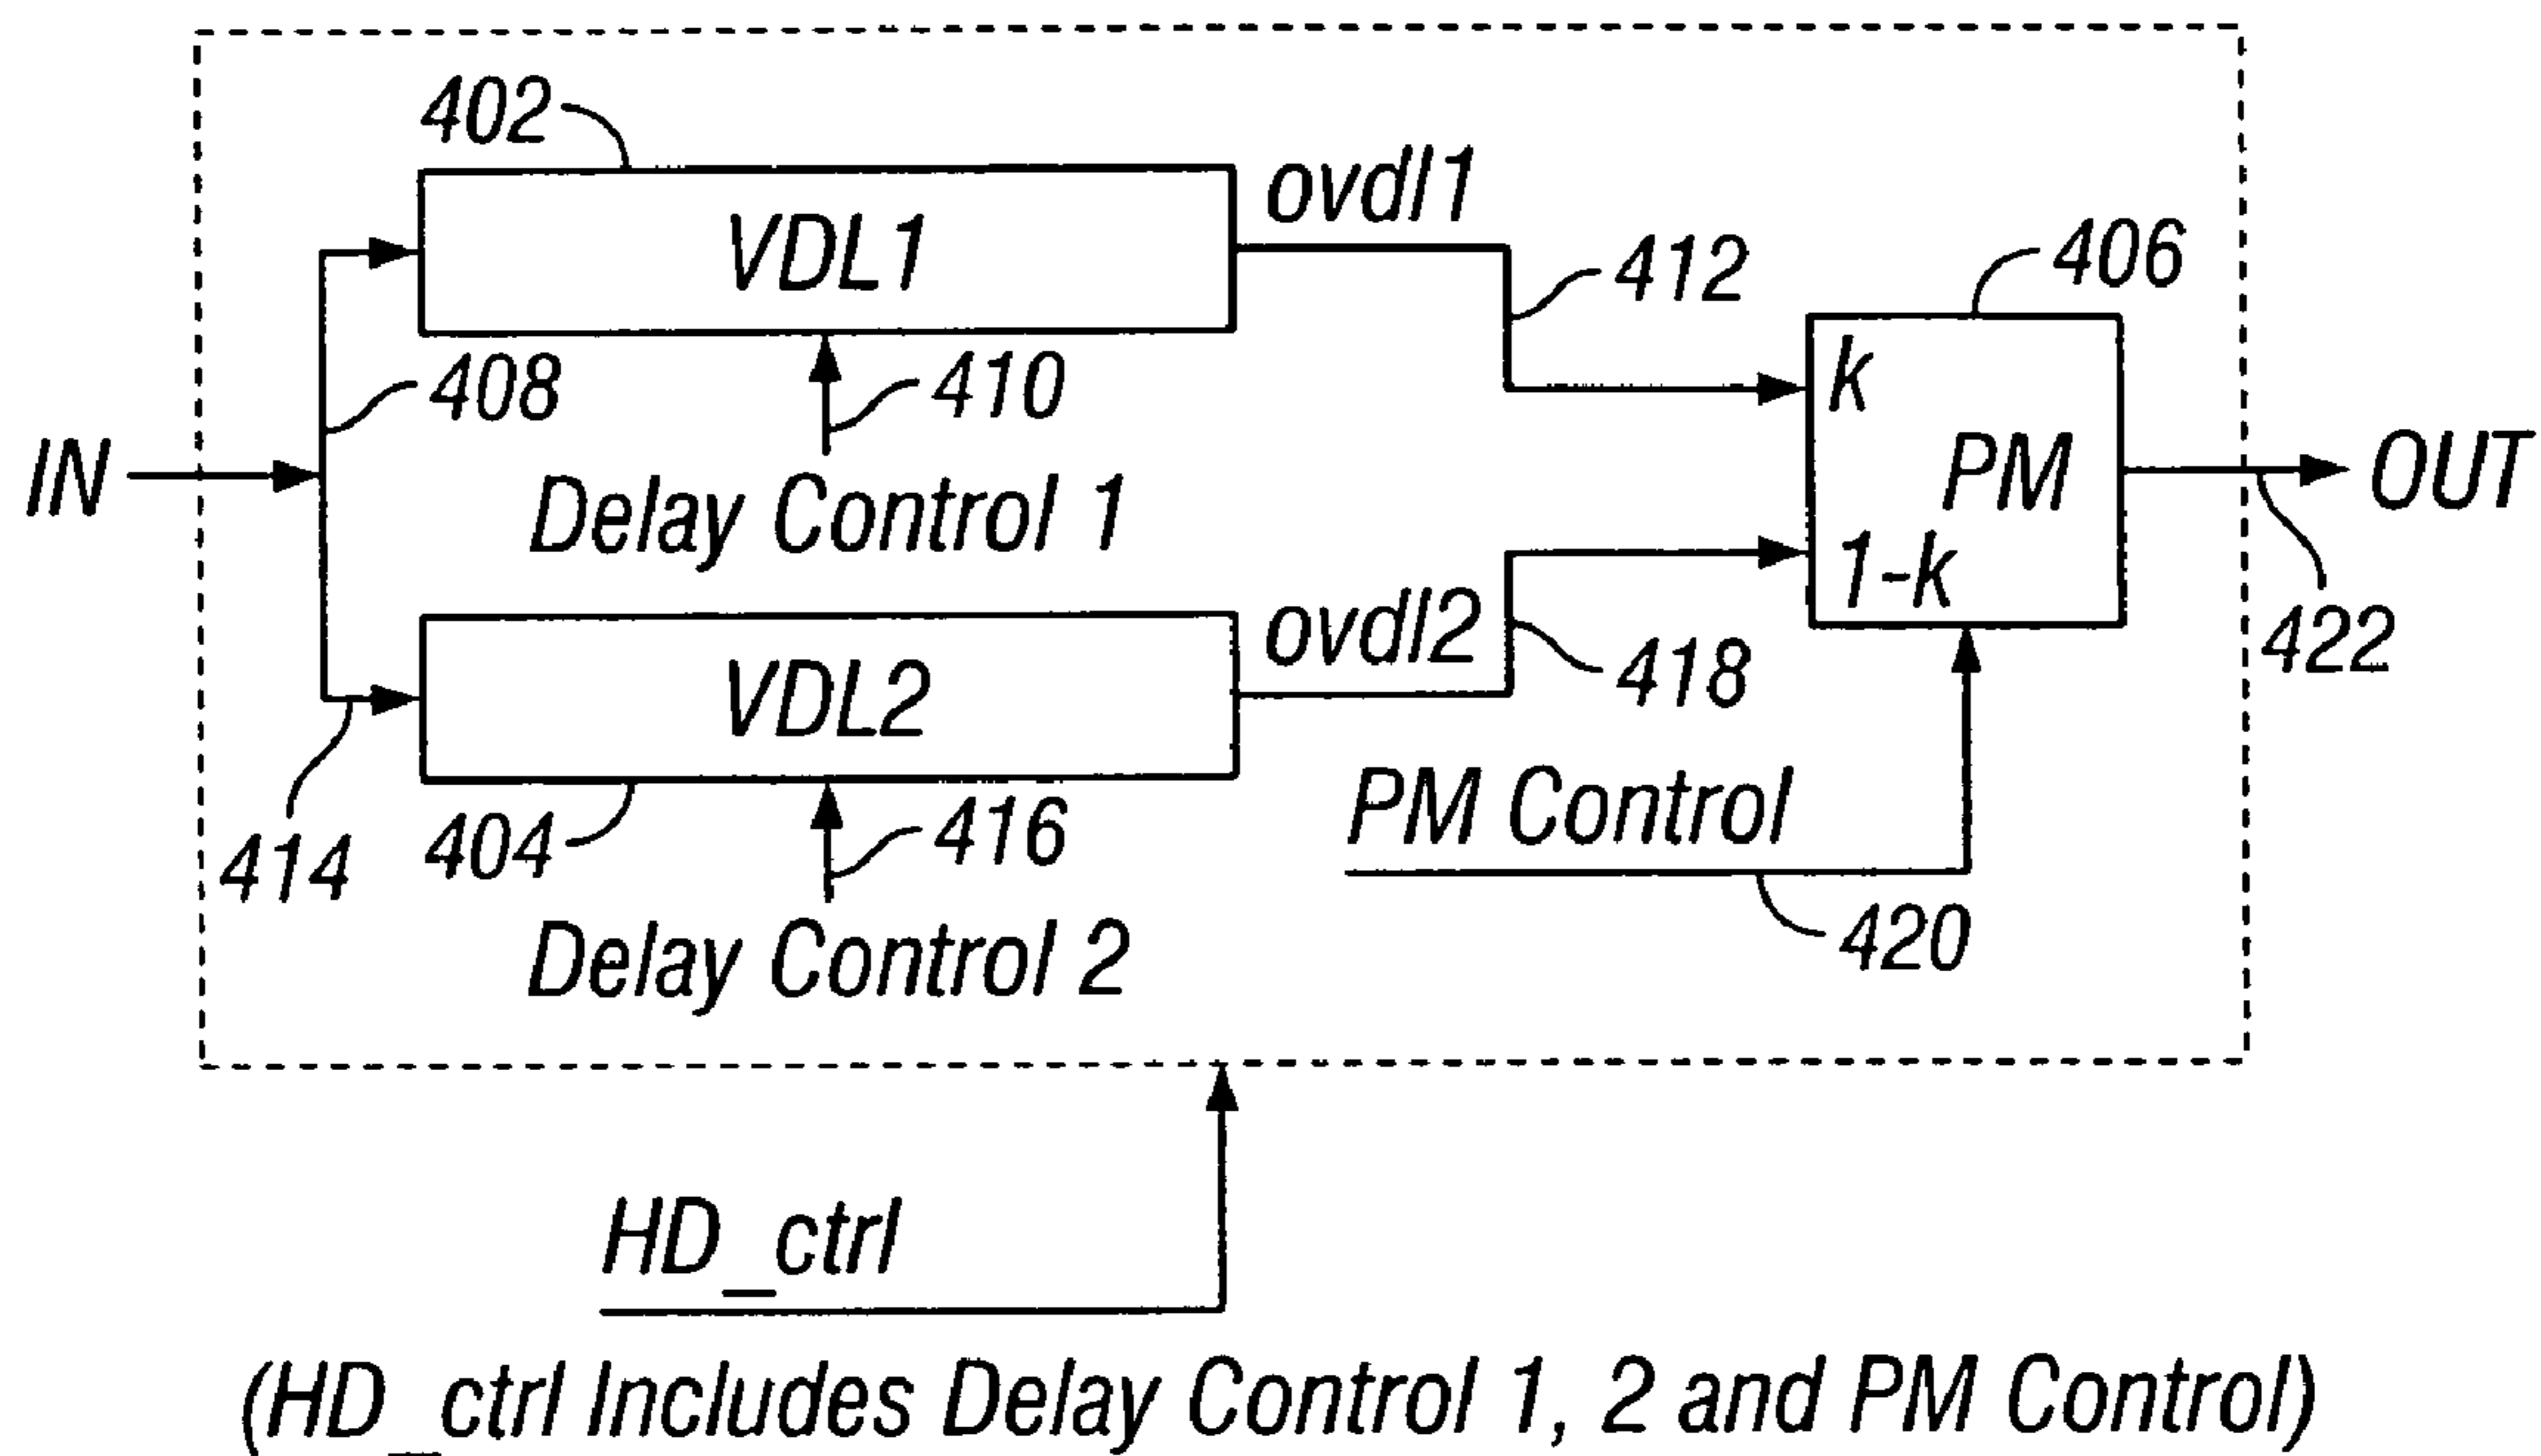 402
VDL1
ovdl1
412
406
408
410
k
IN
PM
OUT
Delay Control 1
1-k
ovdl2
418
422
VDL2
PM Control
414
404
416
420
Delay Control 2
HD_ctrl
(HD_ctrl Includes Delay Control 1, 2 and PM Control)